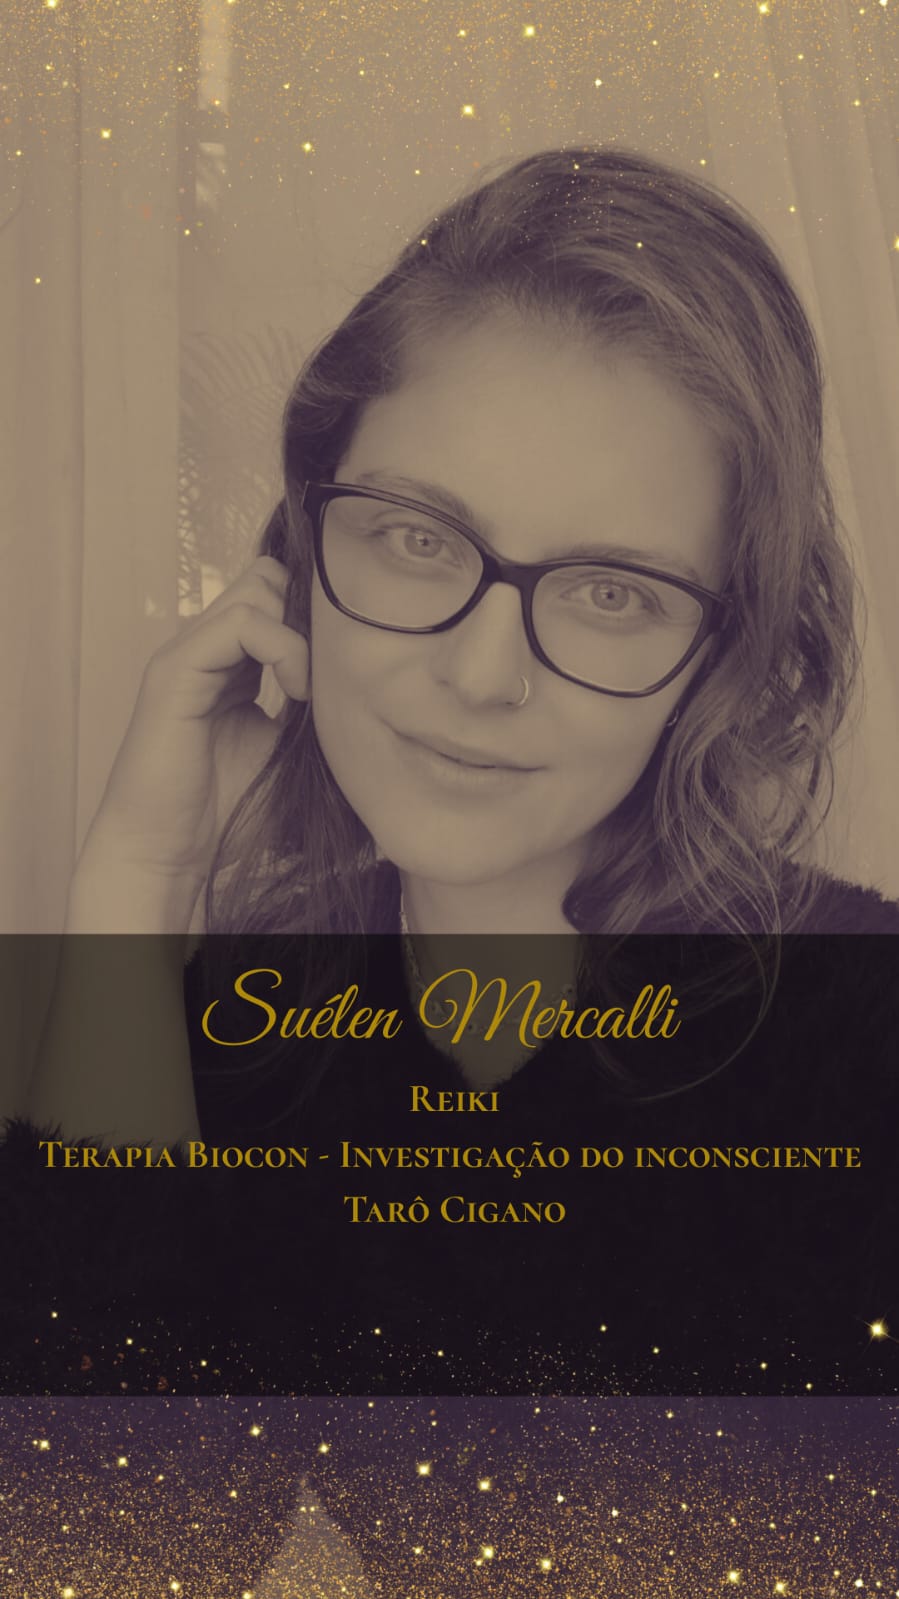 Suélen Mercalli
Reiki
Terapia Biocon - Investigação do inconsciente
Tarô Cigano